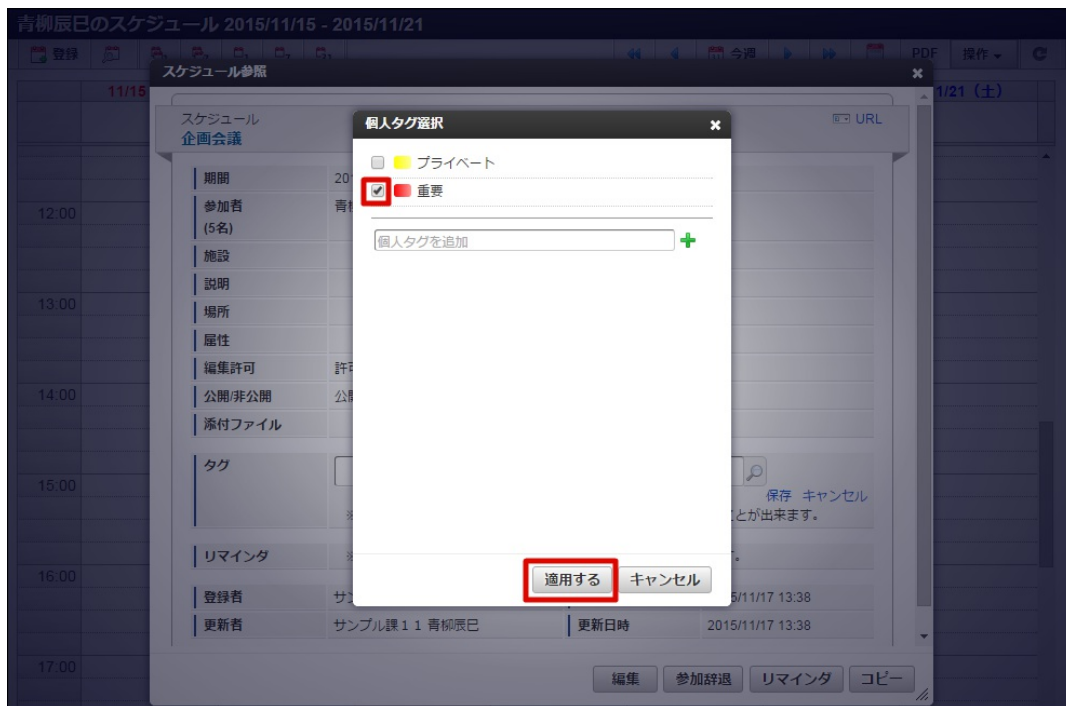 青柳辰巳のスケジュール 2015/11/15 - 2015/11/21
登録 今週 PDF 操作
スケジュール参照
11/15
1/21 (土)
スケジュール
URL
企画会議
個人タグ選択
プライベート
重要
個人タグを追加
適用する キャンセル
期間 20
参加者 青
(5名)
施設
説明
場所
属性
編集許可 許
公開/非公開 公
添付ファイル
タグ
保存 キャンセル
※
ことが出来ます。
リマインダ ※ 。
登録者 サン 5/11/17 13:38
更新者 サンプル課11 青柳辰巳 更新日時 2015/11/17 13:38
編集 参加辞退 リマインダ コピー
12:00
13:00
14:00
15:00
16:00
17:00